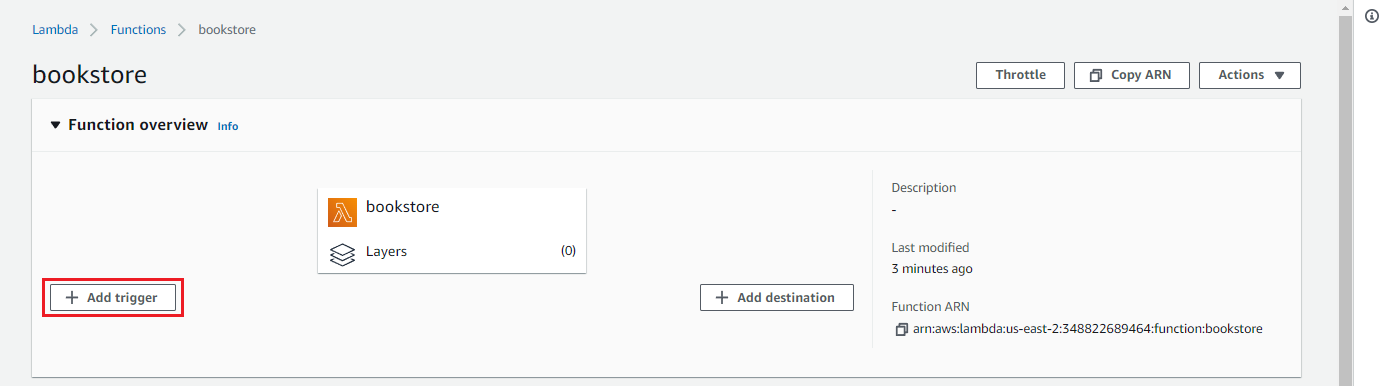 Lambda > Functions > bookstore
bookstore
Throttle
Copy ARN
Actions
Function overview Info
bookstore
Layers (0)
+ Add trigger
+ Add destination
Description
-
Last modified
3 minutes ago
Function ARN
arn:aws:lambda:us-east-2:348822689464:function:bookstore